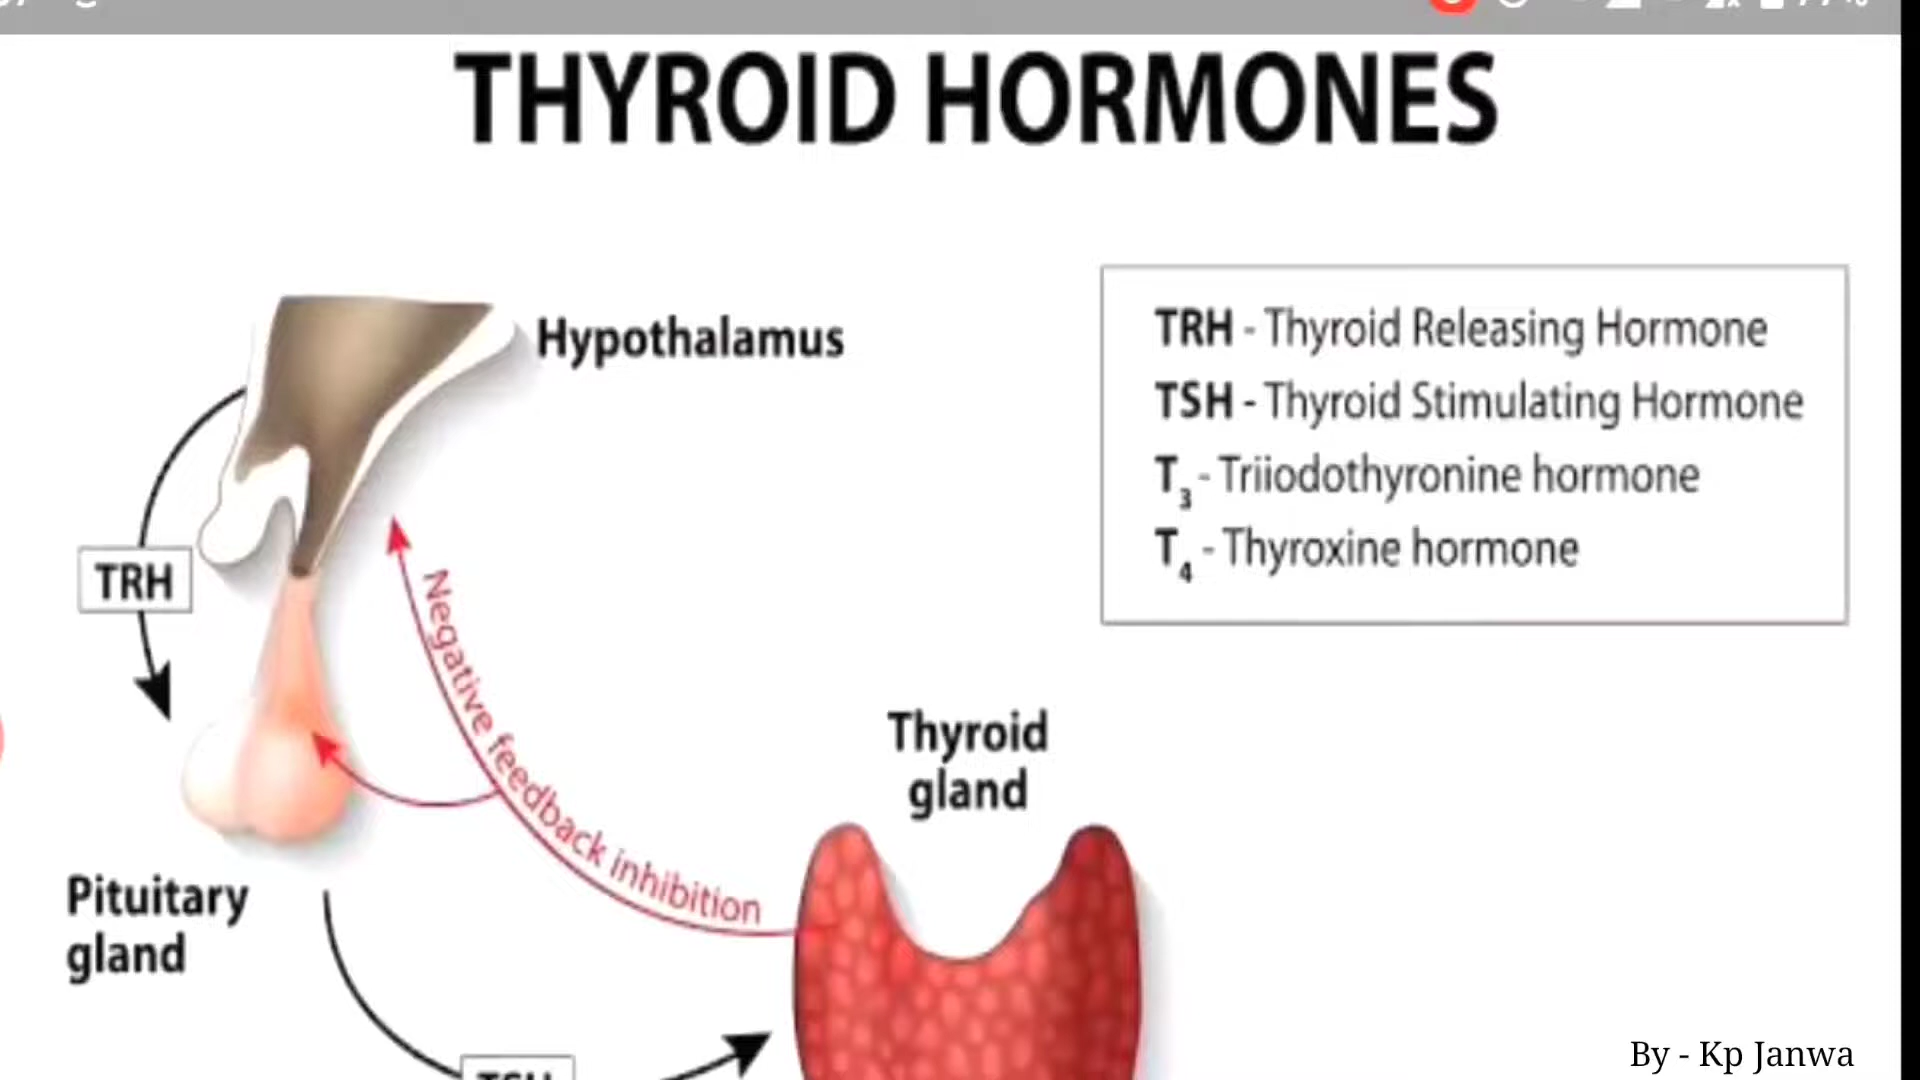 THYROID HORMONES
Hypothalamus
TRH - Thyroid Releasing Hormone
TSH - Thyroid Stimulating Hormone
T3 - Triiodothyronine hormone
T4 - Thyroxine hormone
TRH
Negative feedback inhibition
Thyroid
gland
Pituitary
gland
TSH
By - Kp Janwa